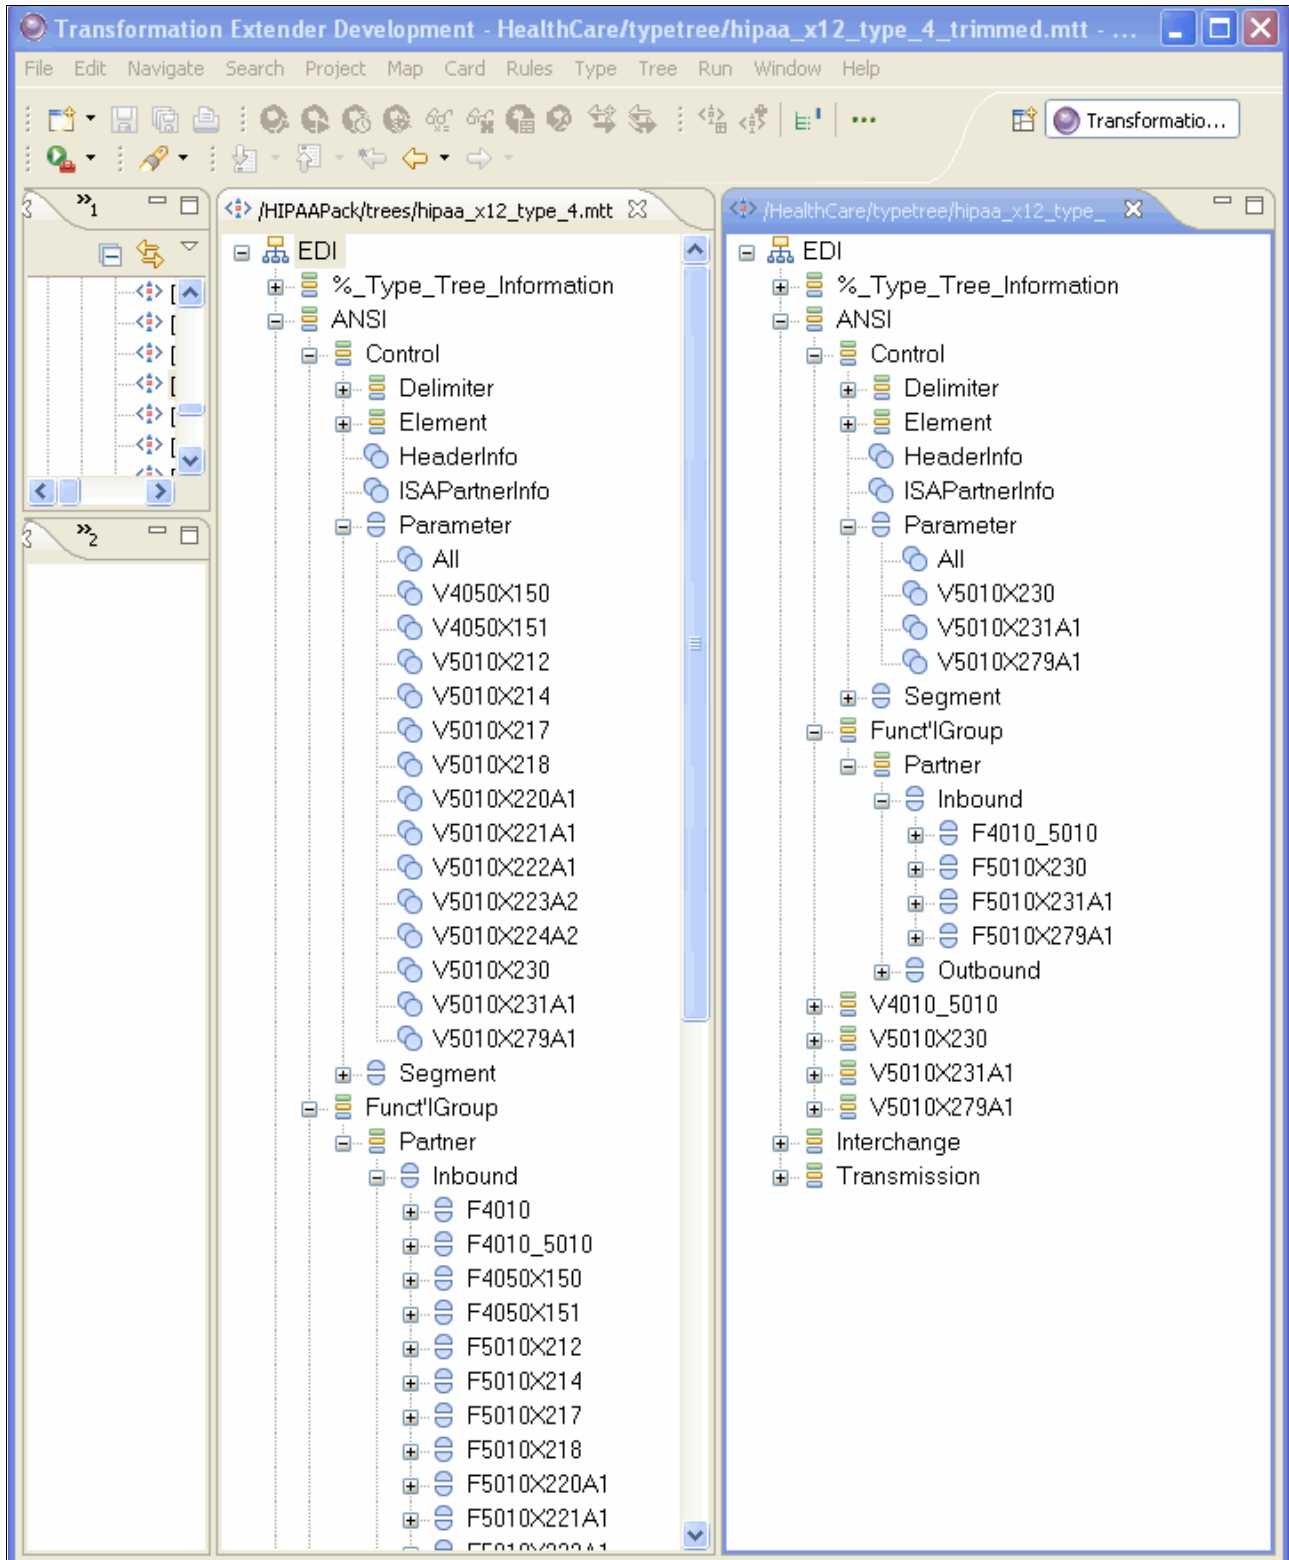 Transformation Extender Development - HealthCare/typetree/hipaa_x12_type_4_trimmed.mtt - ...
File Edit Navigate Search Project Map Card Rules Type Tree Run Window Help
Transformatio...
»1
»2
/HIPAAPack/trees/hipaa_x12_type_4.mtt
EDI
%_Type_Tree_Information
ANSI
Control
Delimiter
Element
HeaderInfo
ISAPartnerInfo
Parameter
All
V4050X150
V4050X151
V5010X212
V5010X214
V5010X217
V5010X218
V5010X220A1
V5010X221A1
V5010X222A1
V5010X223A2
V5010X224A2
V5010X230
V5010X231A1
V5010X279A1
Segment
Funct'lGroup
Partner
Inbound
F4010
F4010_5010
F4050X150
F4050X151
F5010X212
F5010X214
F5010X217
F5010X218
F5010X220A1
F5010X221A1
/HealthCare/typetree/hipaa_x12_type_
EDI
%_Type_Tree_Information
ANSI
Control
Delimiter
Element
HeaderInfo
ISAPartnerInfo
Parameter
All
V5010X230
V5010X231A1
V5010X279A1
Segment
Funct'lGroup
Partner
Inbound
F4010_5010
F5010X230
F5010X231A1
F5010X279A1
Outbound
V4010_5010
V5010X230
V5010X231A1
V5010X279A1
Interchange
Transmission